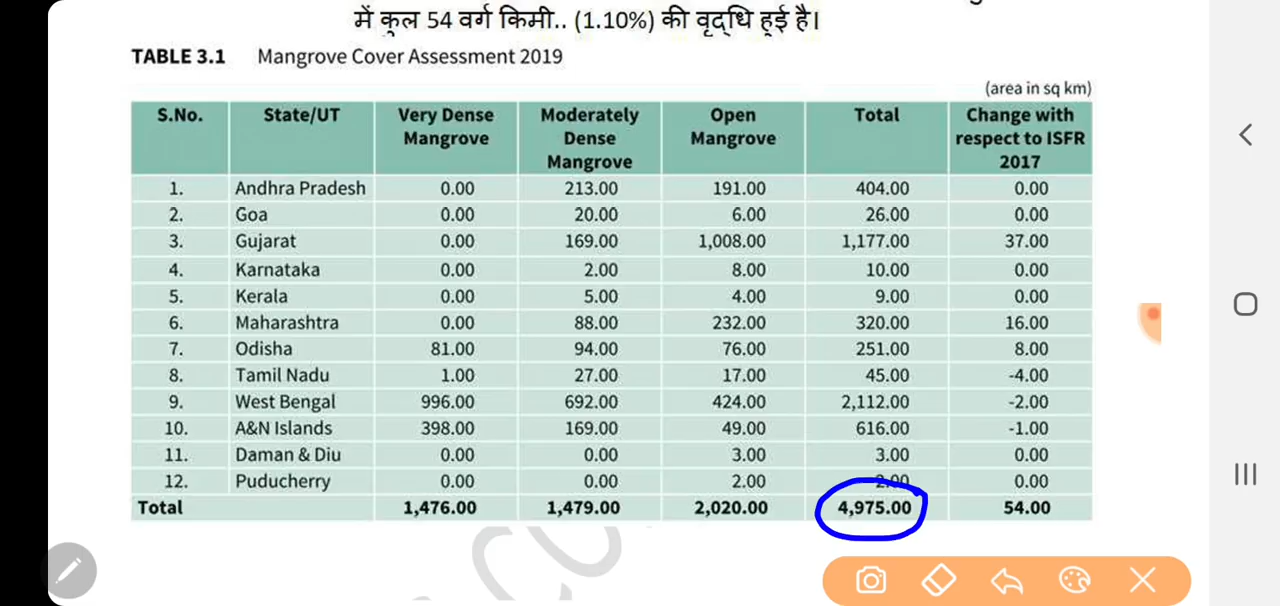 में कुल 54 वर्ग किमी.. (1.10%) की वृद्धि हुई है।
TABLE 3.1 Mangrove Cover Assessment 2019
(area in sq km)
S.No. State/UT Very Dense Mangrove Moderately Dense Mangrove Open Mangrove Total Change with respect to ISFR 2017
1. Andhra Pradesh 0.00 213.00 191.00 404.00 0.00
2. Goa 0.00 20.00 6.00 26.00 0.00
3. Gujarat 0.00 169.00 1,008.00 1,177.00 37.00
4. Karnataka 0.00 2.00 8.00 10.00 0.00
5. Kerala 0.00 5.00 4.00 9.00 0.00
6. Maharashtra 0.00 88.00 232.00 320.00 16.00
7. Odisha 81.00 94.00 76.00 251.00 8.00
8. Tamil Nadu 1.00 27.00 17.00 45.00 -4.00
9. West Bengal 996.00 692.00 424.00 2,112.00 -2.00
10. A&N Islands 398.00 169.00 49.00 616.00 -1.00
11. Daman & Diu 0.00 0.00 3.00 3.00 0.00
12. Puducherry 0.00 0.00 2.00 2.00 0.00
Total 1,476.00 1,479.00 2,020.00 4,975.00 54.00